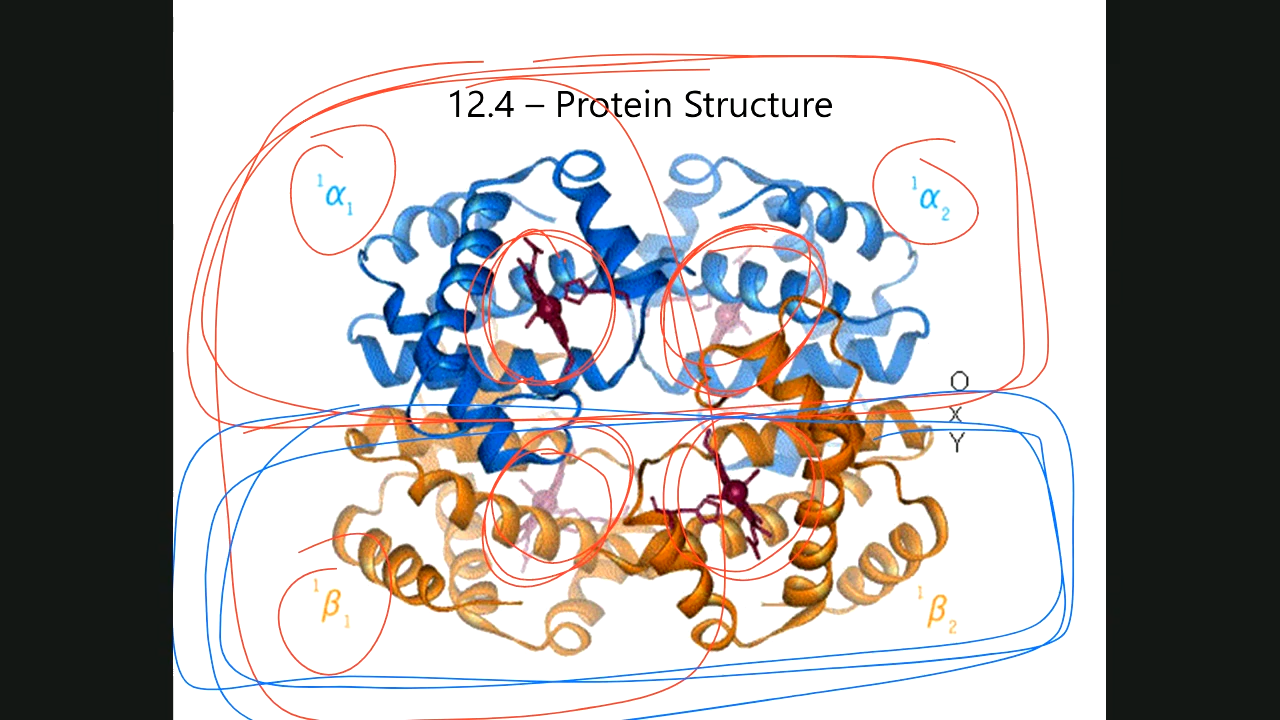 12.4 – Protein Structure
¹α₁
¹α₂
O
X
Y
¹β₁
¹β₂